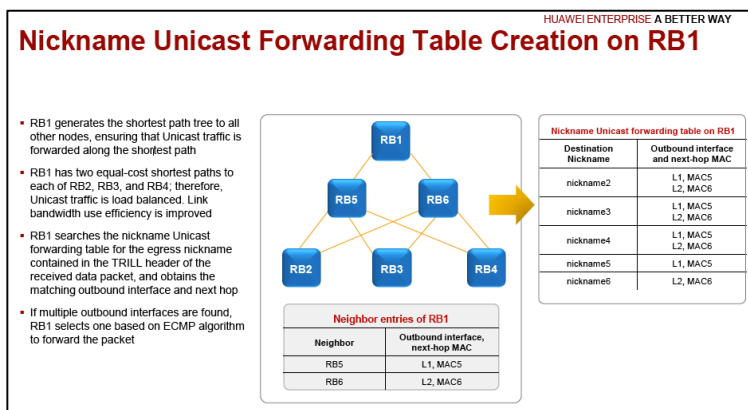 HUAWEI ENTERPRISE A BETTER WAY
Nickname Unicast Forwarding Table Creation on RB1
▪ RB1 generates the shortest path tree to all
other nodes, ensuring that Unicast traffic is
forwarded along the shortest path
▪ RB1 has two equal-cost shortest paths to
each of RB2, RB3, and RB4; therefore,
Unicast traffic is load balanced. Link
bandwidth use efficiency is improved
▪ RB1 searches the nickname Unicast
forwarding table for the egress nickname
contained in the TRILL header of the
received data packet, and obtains the
matching outbound interface and next hop
▪ If multiple outbound interfaces are found,
RB1 selects one based on ECMP algorithm
to forward the packet
RB1
RB5 RB6
RB2 RB3 RB4
Neighbor entries of RB1
Neighbor Outbound interface,
next-hop MAC
RB5 L1, MAC5
RB6 L2, MAC6
Nickname Unicast forwarding table on RB1
Destination Outbound interface
Nickname and next-hop MAC
nickname2 L1, MAC5
L2, MAC6
nickname3 L1, MAC5
L2, MAC6
nickname4 L1, MAC5
L2, MAC6
nickname5 L1, MAC5
nickname6 L2, MAC6